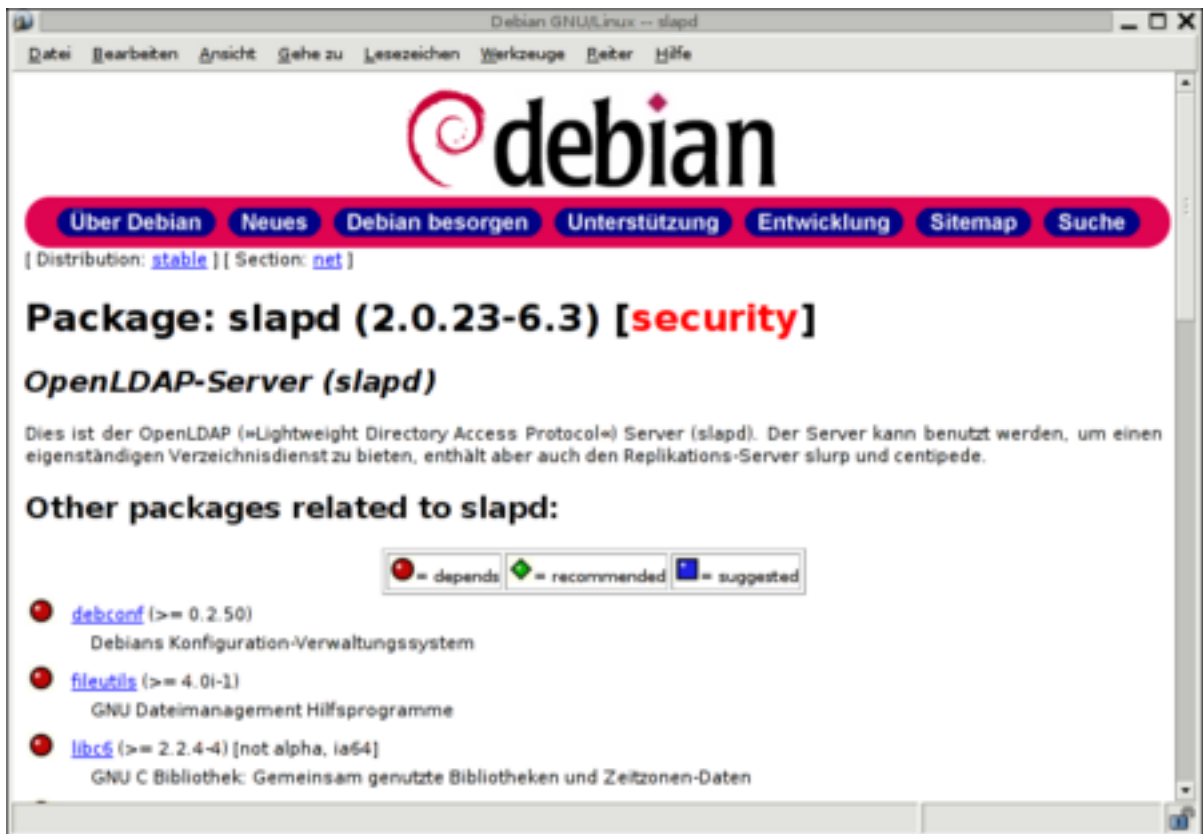 Debian GNU/Linux -- slapd
Datei Bearbeiten Ansicht Gehe zu Lesezeichen Werkzeuge Reiter Hilfe
debian
Über Debian Neues Debian besorgen Unterstützung Entwicklung Sitemap Suche
[ Distribution: stable ] [ Section: net ]
Package: slapd (2.0.23-6.3) [security]
OpenLDAP-Server (slapd)
Dies ist der OpenLDAP (»Lightweight Directory Access Protocol«) Server (slapd). Der Server kann benutzt werden, um einen
eigenständigen Verzeichnisdienst zu bieten, enthält aber auch den Replikations-Server slurp und centipede.
Other packages related to slapd:
= depends = recommended = suggested
debconf (>= 0.2.50)
Debians Konfiguration-Verwaltungssystem
fileutils (>= 4.0i-1)
GNU Dateimanagement Hilfsprogramme
libc6 (>= 2.2.4-4) [not alpha, ia64]
GNU C Bibliothek: Gemeinsam genutzte Bibliotheken und Zeitzonen-Daten